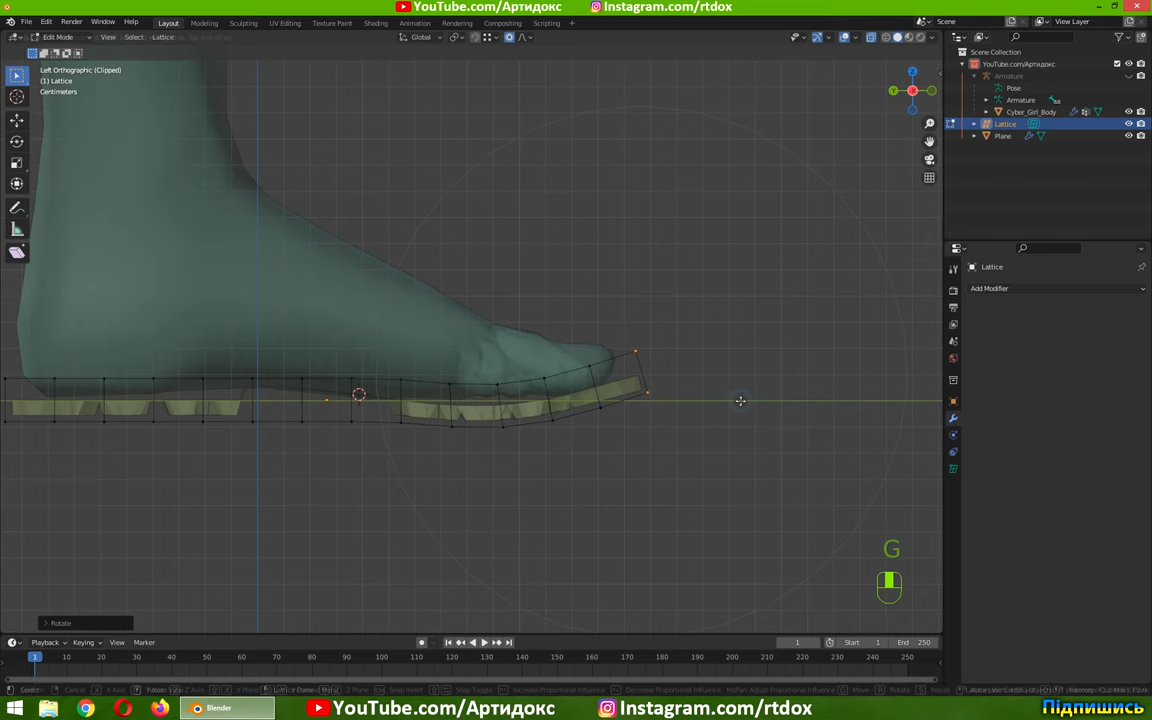 YouTube.com/Артидокс Instagram.com/rtdox
File Edit Render Window Help Layout Modeling Sculpting UV Editing Texture Paint Shading Animation Rendering Compositing Scripting Scene View Layer
Edit Mode View Select Lattice Global
Left Orthographic (Clipped)
(1) Lattice
Centimeters
Z
Y
X
Scene Collection
YouTube.com/Артидокс
Armature
Pose
Armature
Cyber_Girl_Body
Lattice
Plane
Lattice
Add Modifier
G
Rotate
Playback Keying View Marker 1 Start 1 End 250
1 10 20 30 40 50 60 70 80 90 100 110 120 130 140 150 160 170 180 190 200 210 220 230 240 250
Blender YouTube.com/Артидокс Instagram.com/rtdox Підпишись